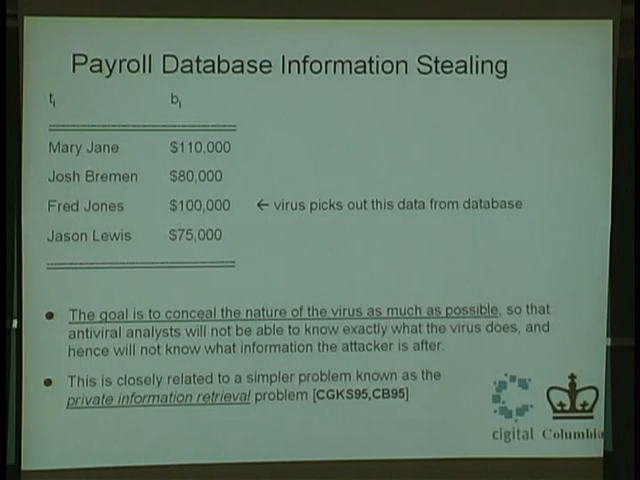 Payroll Database Information Stealing
tᵢ bᵢ
Mary Jane $110,000
Josh Bremen $80,000
Fred Jones $100,000 ← virus picks out this data from database
Jason Lewis $75,000
The goal is to conceal the nature of the virus as much as possible, so that
antiviral analysts will not be able to know exactly what the virus does, and
hence will not know what information the attacker is after.
This is closely related to a simpler problem known as the
private information retrieval problem [CGKS95,CB95]
cigital Columbia